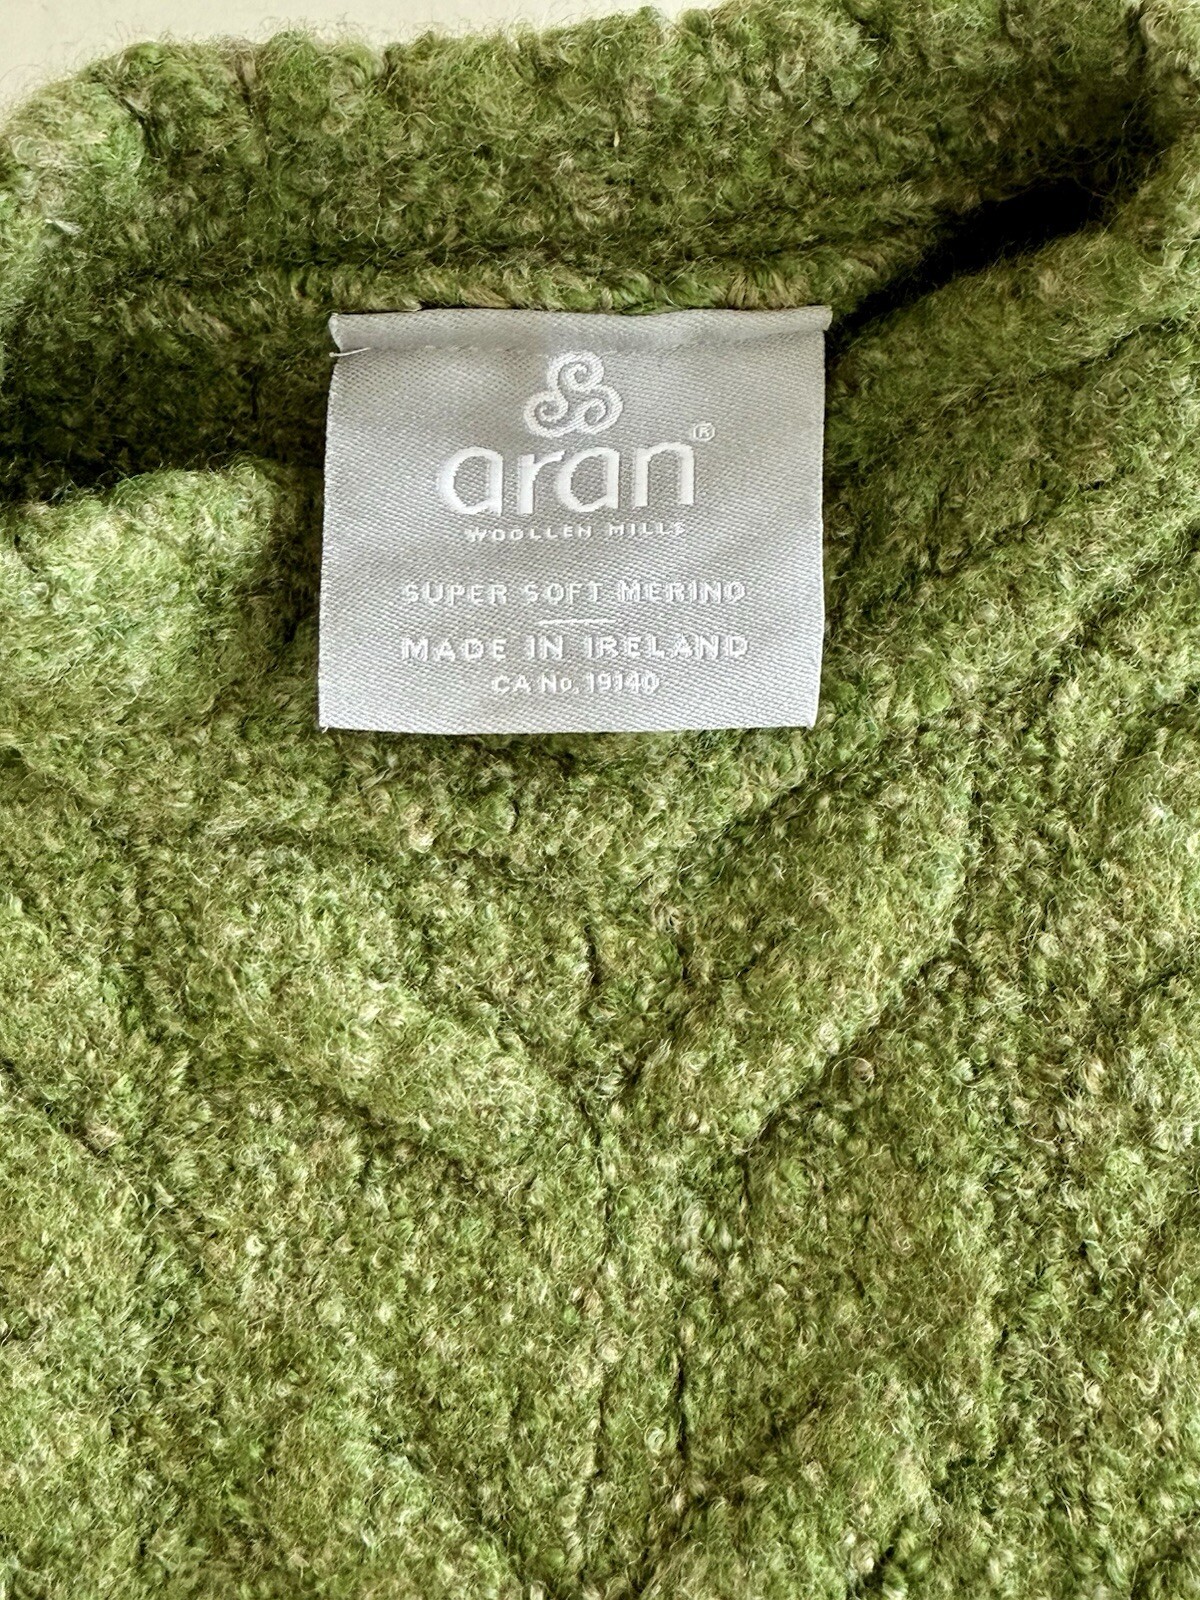 aran®
WOOLLEN MILLS
SUPER SOFT MERINO
MADE IN IRELAND
CA No. 19140